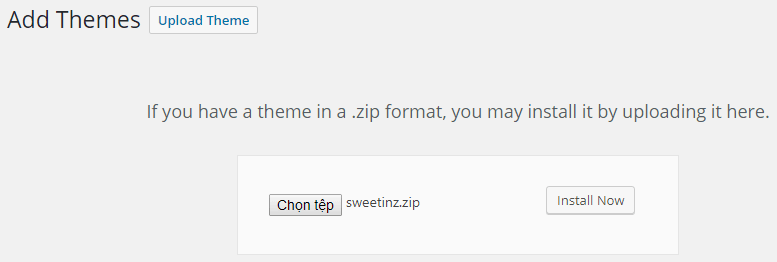 Add Themes Upload Theme
If you have a theme in a .zip format, you may install it by uploading it here.
Chọn tệp sweetinz.zip Install Now